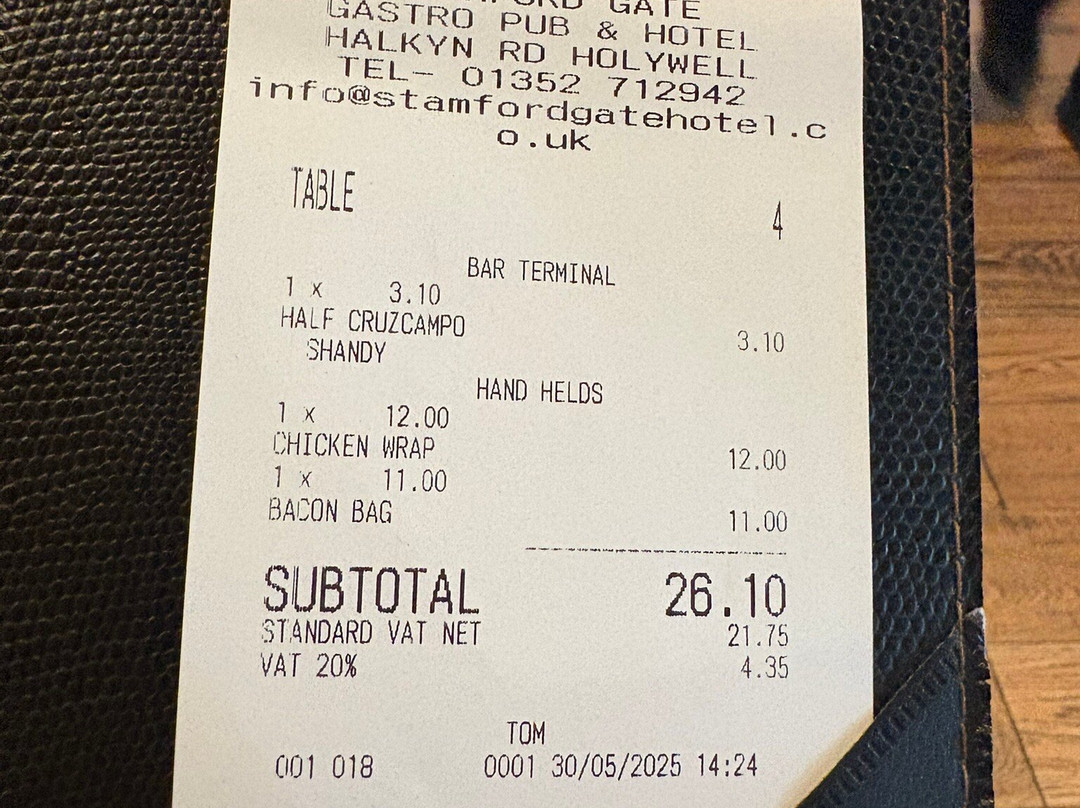 GATE
GASTRO PUB & HOTEL
HALKYN RD HOLYWELL
TEL- 01352 712942
info@stamfordgatehotel.c
o.uk
TABLE 4
BAR TERMINAL
1 x 3.10
HALF CRUZCAMPO
SHANDY 3.10
HAND HELDS
1 x 12.00
CHICKEN WRAP 12.00
1 x 11.00
BACON BAG 11.00
SUBTOTAL 26.10
STANDARD VAT NET 21.75
VAT 20% 4.35
TOM
001 018 0001 30/05/2025 14:24